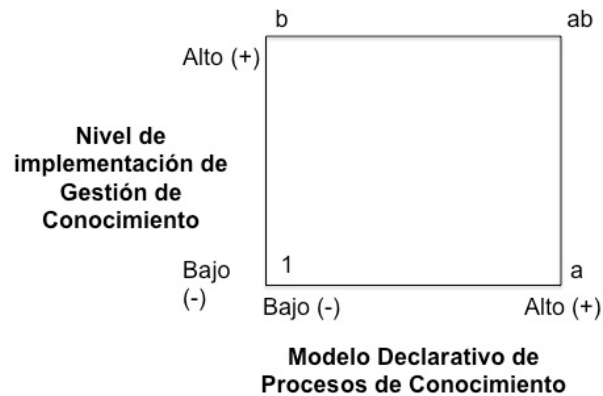 b
ab
Alto (+)
Nivel de
implementación de
Gestión de
Conocimiento
Bajo
(-)
1
a
Bajo (-)
Alto (+)
Modelo Declarativo de
Procesos de Conocimiento